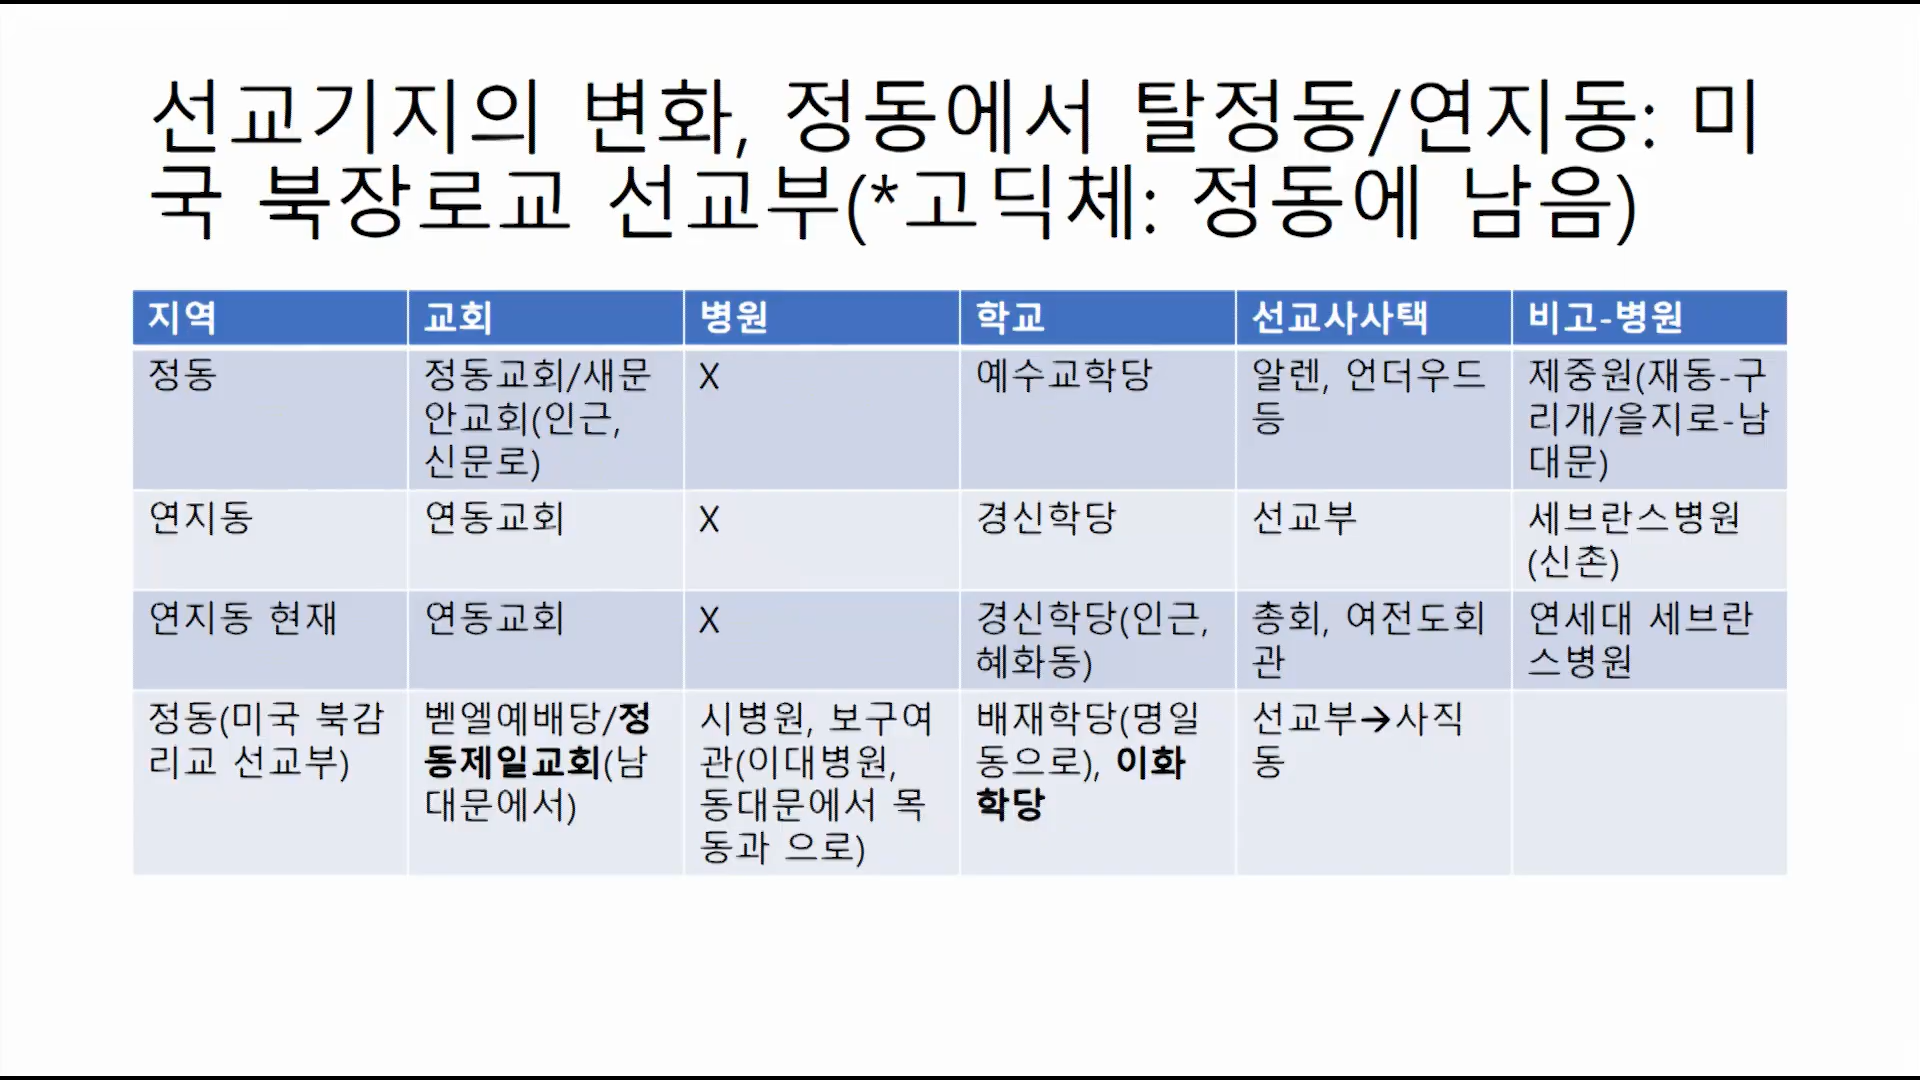 선교기지의 변화, 정동에서 탈정동/연지동: 미
국 북장로교 선교부(*고딕체: 정동에 남음)
지역 교회 병원 학교 선교사사택 비고-병원
정동
정동교회/새문
안교회(인근,
신문로)
X
예수교학당
알렌, 언더우드
등
제중원(재동-구
리개/을지로-남
대문)
연지동
연동교회
X
경신학당
선교부
세브란스병원
(신촌)
연지동 현재
연동교회
X
경신학당(인근,
혜화동)
총회, 여전도회
관
연세대 세브란
스병원
정동(미국 북감
리교 선교부)
벧엘예배당/정
동제일교회(남
대문에서)
시병원, 보구여
관(이대병원,
동대문에서 목
동과 으로)
배재학당(명일
동으로), 이화
학당
선교부→사직
동